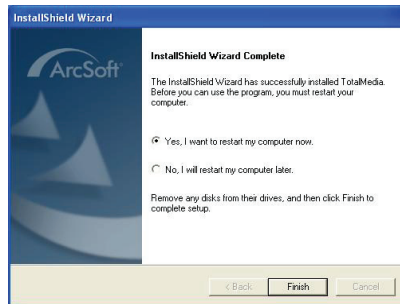 InstallShield Wizard
ArcSoft
InstallShield Wizard Complete
The InstallShield Wizard has successfully installed TotalMedia.
Before you can use the program, you must restart your
computer.
Yes, I want to restart my computer now.
No, I will restart my computer later.
Remove any disks from their drives, and then click Finish to
complete setup.
< Back
Finish
Cancel